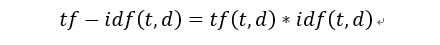 tf − idf(t,d) = tf(t,d) * idf(t,d)